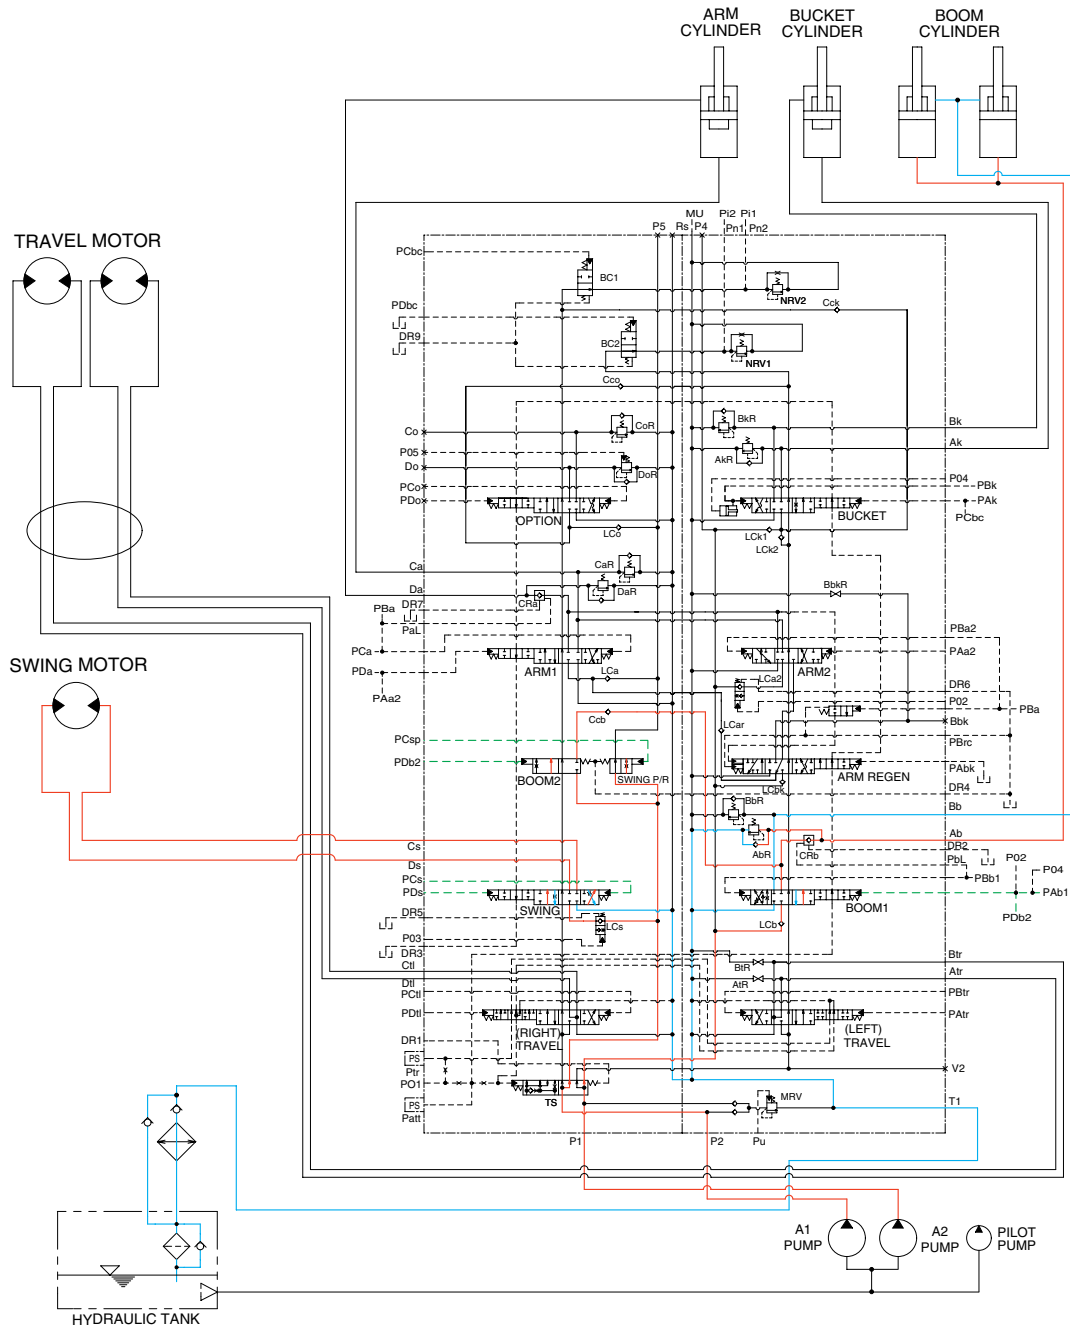 ARM CYLINDER
BUCKET CYLINDER
BOOM CYLINDER
TRAVEL MOTOR
MU
Pi2 Pi1
P5 Rs P4 Pn1 Pn2
PCbc
BC1
NRV2
Cck
PDbc
DR9
BC2
NRV1
Cco
Co
CoR
BkR
Bk
Ak
P05
Do
DoR
AkR
P04
PBk
PCo
PDo
PAk
OPTION
BUCKET
PCbc
LCo
LCk1
LCk2
Ca
CaR
Da
DaR
BbkR
PBa
DR7
CRa
PaL
PBa2
PCa
PAa2
PDa
ARM1
LCa
ARM2
LCa2
PAa2
DR6
P02
PBa
Ccb
LCar
Bbk
PCsp
PBrc
PDb2
BOOM2
SWING P/R
ARM REGEN
PAbk
LCbk
DR4
SWING MOTOR
BbR
Bb
AbR
CRb
Ab
Cs
DR2
Ds
PbL
P02
P04
PCs
PBb1
PDs
PAb1
SWING
BOOM1
DR5
LCs
LCb
PDb2
P03
DR3
Ctl
BtR
Btr
Dtl
AtR
Atr
PCtl
PBtr
PDtl
PAtr
(RIGHT) TRAVEL
(LEFT) TRAVEL
DR1
PS
Ptr
V2
PO1
TS
MRV
PS
Patt
T1
P1
P2
Pu
A1 PUMP
A2 PUMP
PILOT PUMP
HYDRAULIC TANK